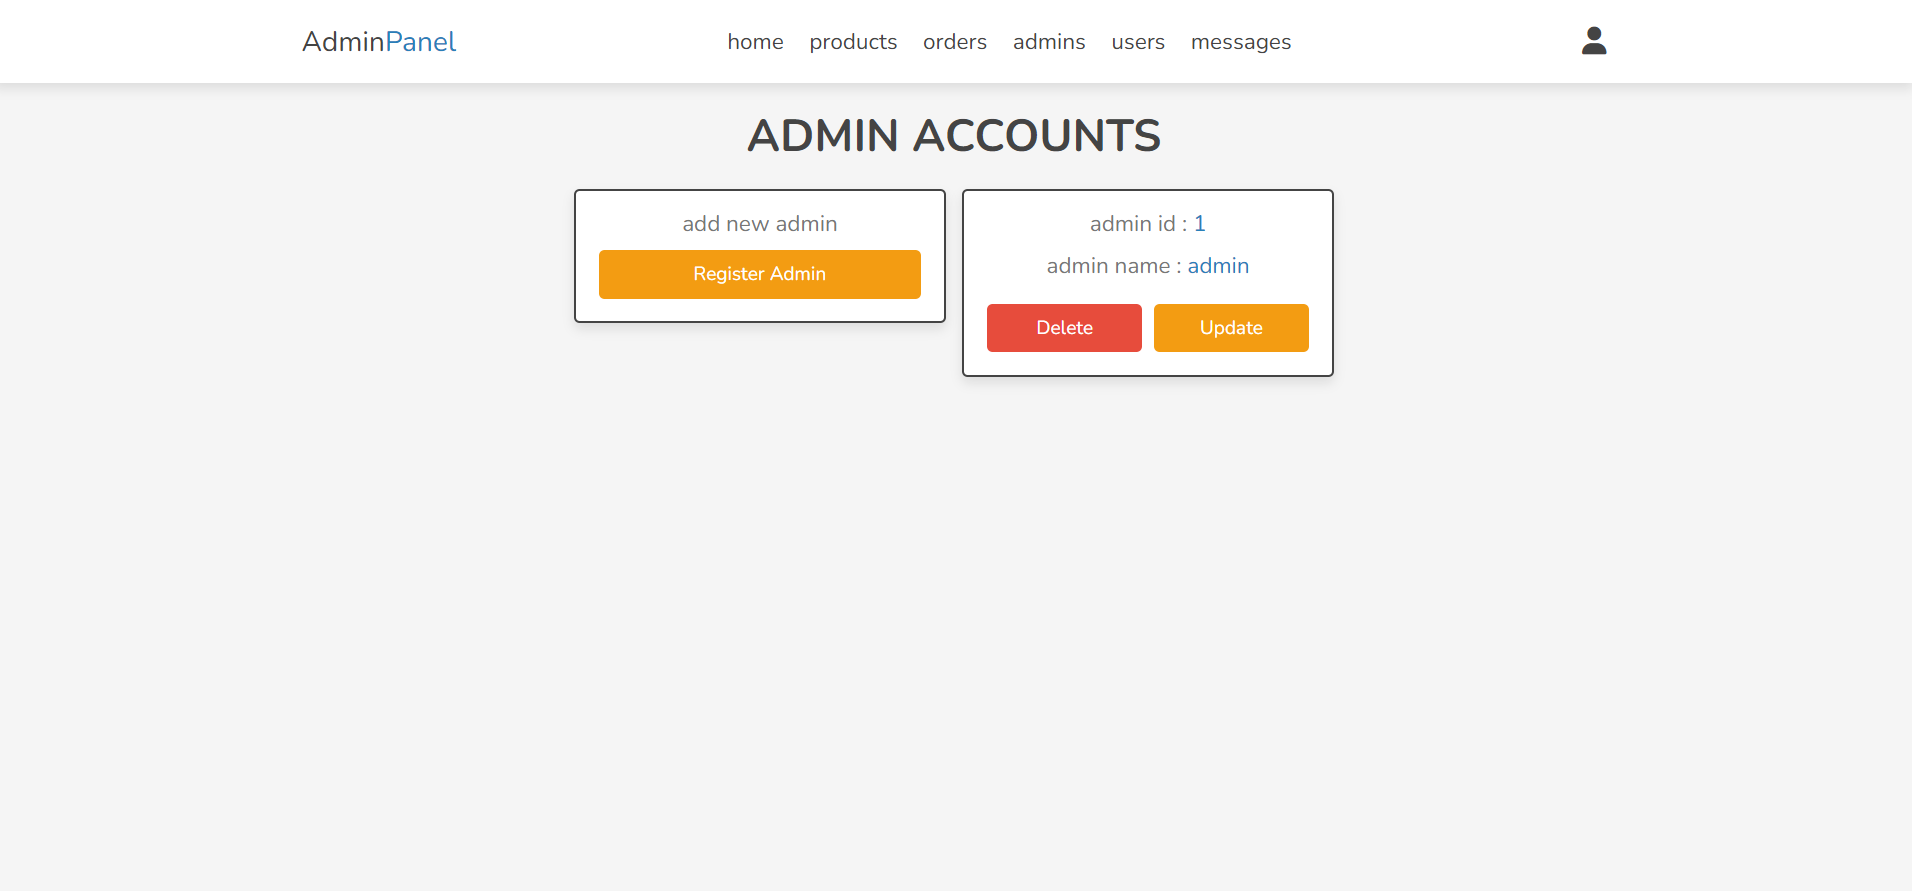 AdminPanel
home products orders admins users messages
ADMIN ACCOUNTS
add new admin
Register Admin
admin id : 1
admin name : admin
Delete Update